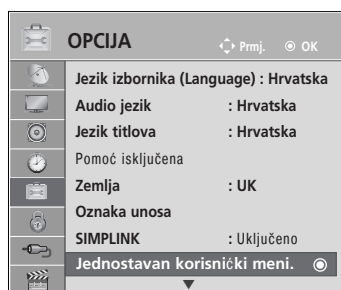 OPCIJA Prmj. OK
Jezik izbornika (Language) : Hrvatska
Audio jezik : Hrvatska
Jezik titlova : Hrvatska
Pomoć isključena
Zemlja : UK
Oznaka unosa
SIMPLINK : Uključeno
Jednostavan korisnićki meni.